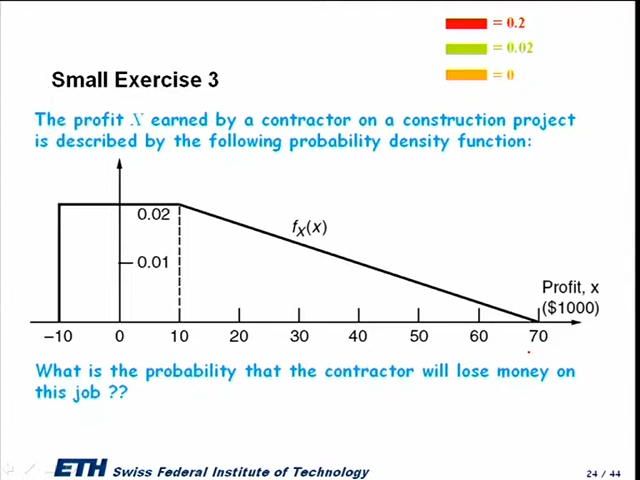 = 0.2
= 0.02
= 0
Small Exercise 3
The profit X earned by a contractor on a construction project
is described by the following probability density function:
0.02
fX(x)
0.01
Profit, x
($1000)
–10 0 10 20 30 40 50 60 70
What is the probability that the contractor will lose money on
this job ??
ETH Swiss Federal Institute of Technology
24 / 44